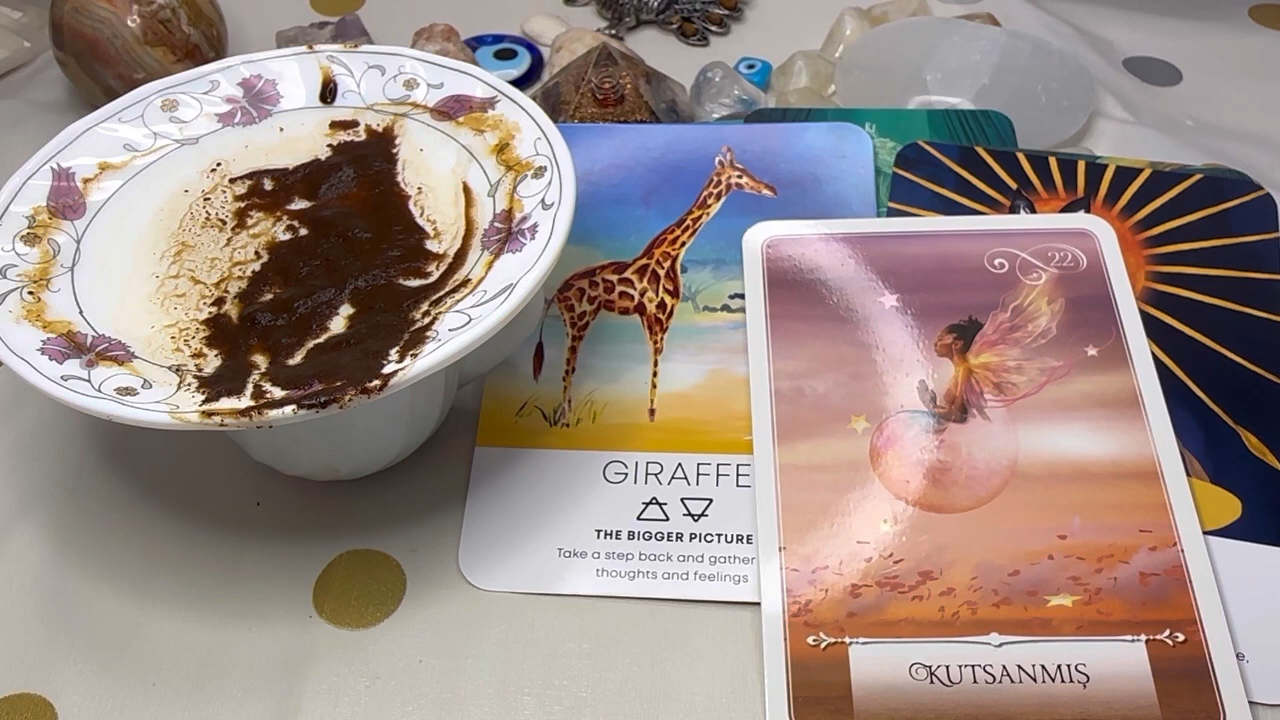 GIRAFFE
THE BIGGER PICTURE
Take a step back and gather
thoughts and feelings
22
KUTSANMIŞ
e,